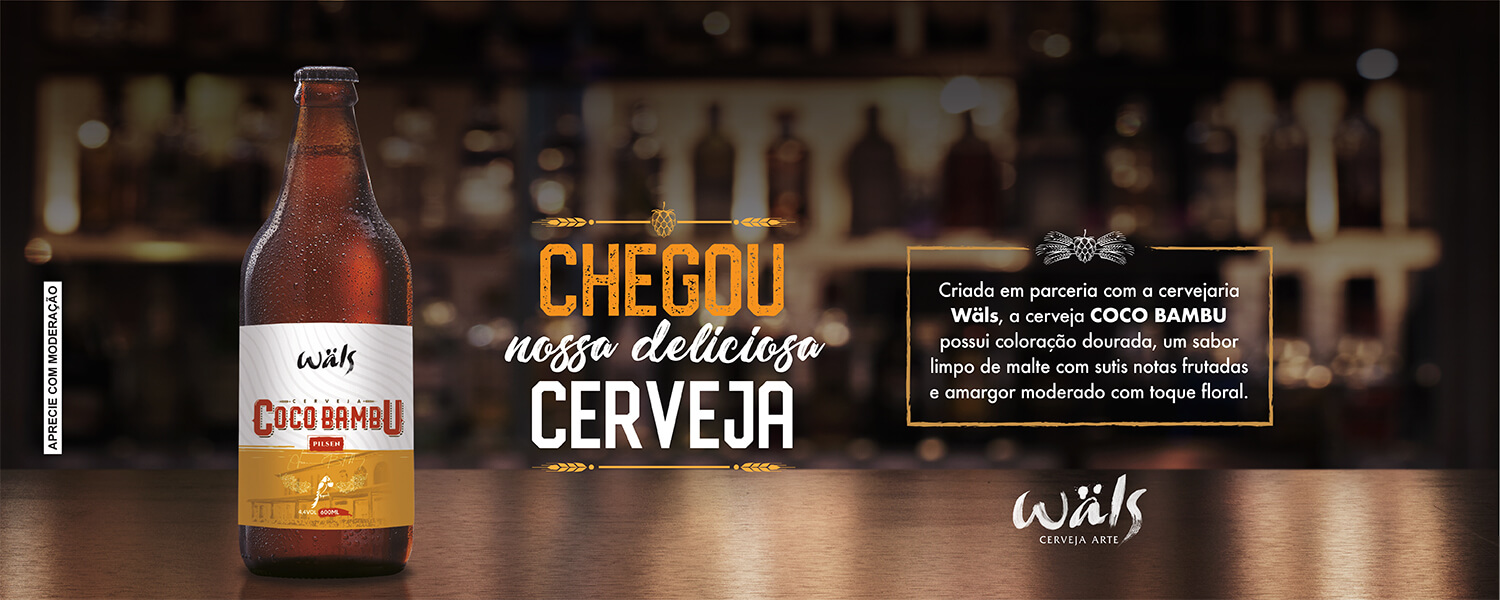 APRECIE COM MODERAÇÃO
wäls
CERVEJA
COCO BAMBU
PILSEN
4,4VOL 600ML
CHEGOU
nossa deliciosa
CERVEJA
Criada em parceria com a cervejaria
Wäls, a cerveja COCO BAMBU
possui coloração dourada, um sabor
limpo de malte com sutis notas frutadas
e amargor moderado com toque floral.
wäls
CERVEJA ARTE